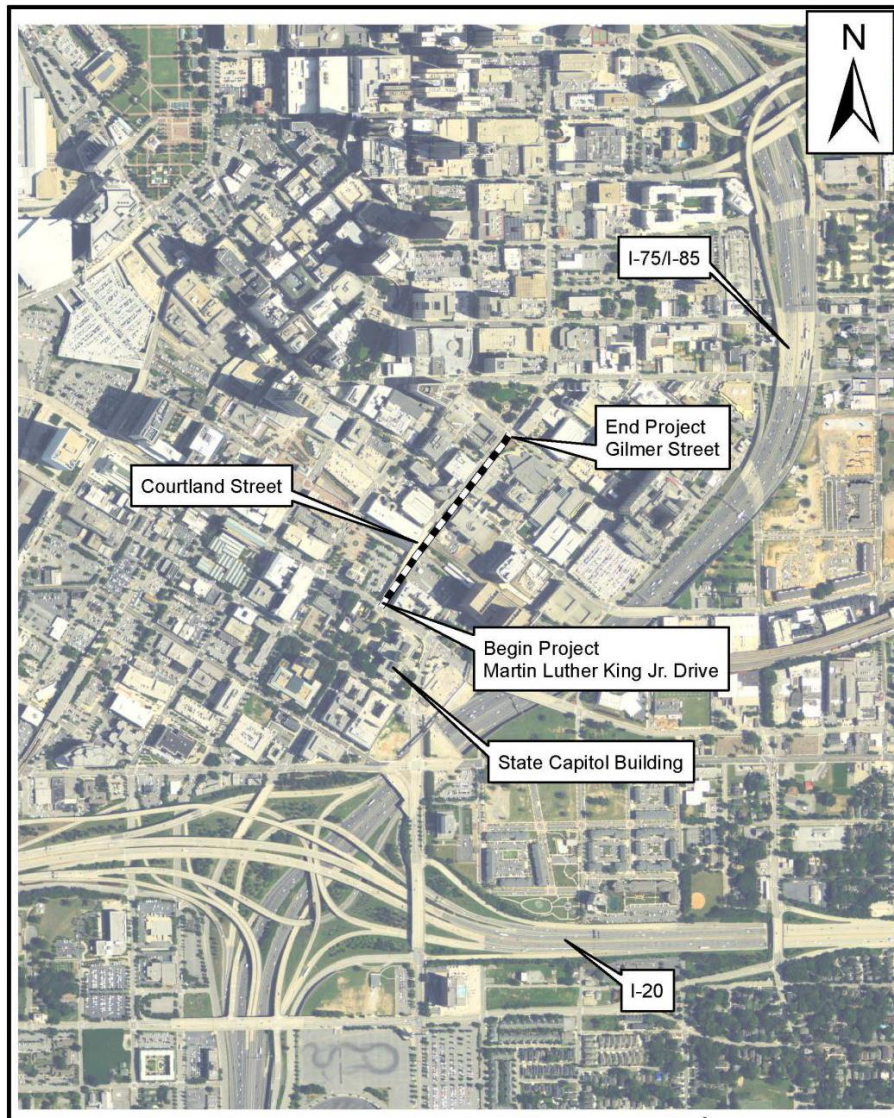 N
I-75/I-85
End Project
Gilmer Street
Courtland Street
Begin Project
Martin Luther King Jr. Drive
State Capitol Building
I-20